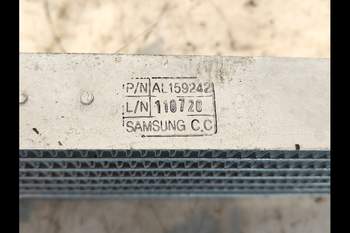 P/N AL159242
L/N 110720
SAMSUNG C,C